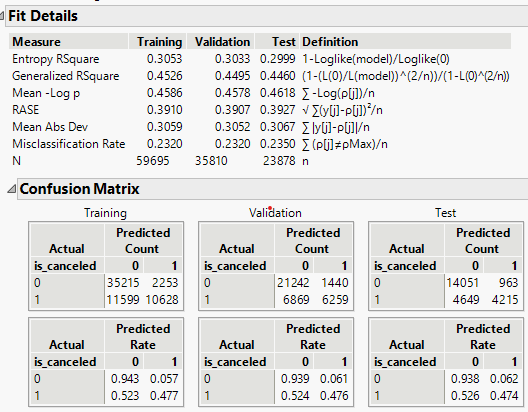 Fit Details
Measure Training Validation Test Definition
Entropy RSquare 0.3053 0.3033 0.2999 1-Loglike(model)/Loglike(0)
Generalized RSquare 0.4526 0.4495 0.4460 (1-(L(0)/L(model))^(2/n))/(1-L(0)^(2/n))
Mean -Log p 0.4586 0.4578 0.4618 ∑ -Log(ρ[j])/n
RASE 0.3910 0.3907 0.3927 √ ∑(y[j]-ρ[j])²/n
Mean Abs Dev 0.3059 0.3052 0.3067 ∑ |y[j]-ρ[j]|/n
Misclassification Rate 0.2320 0.2320 0.2350 ∑ (ρ[j]≠ρMax)/n
N 59695 35810 23878 n
Confusion Matrix
Training Validation Test
Predicted Predicted Predicted
Actual Count Actual Count Actual Count
is_canceled 0 1 is_canceled 0 1 is_canceled 0 1
0 35215 2253 0 21242 1440 0 14051 963
1 11599 10628 1 6869 6259 1 4649 4215
Predicted Predicted Predicted
Actual Rate Actual Rate Actual Rate
is_canceled 0 1 is_canceled 0 1 is_canceled 0 1
0 0.943 0.057 0 0.939 0.061 0 0.938 0.062
1 0.523 0.477 1 0.524 0.476 1 0.526 0.474